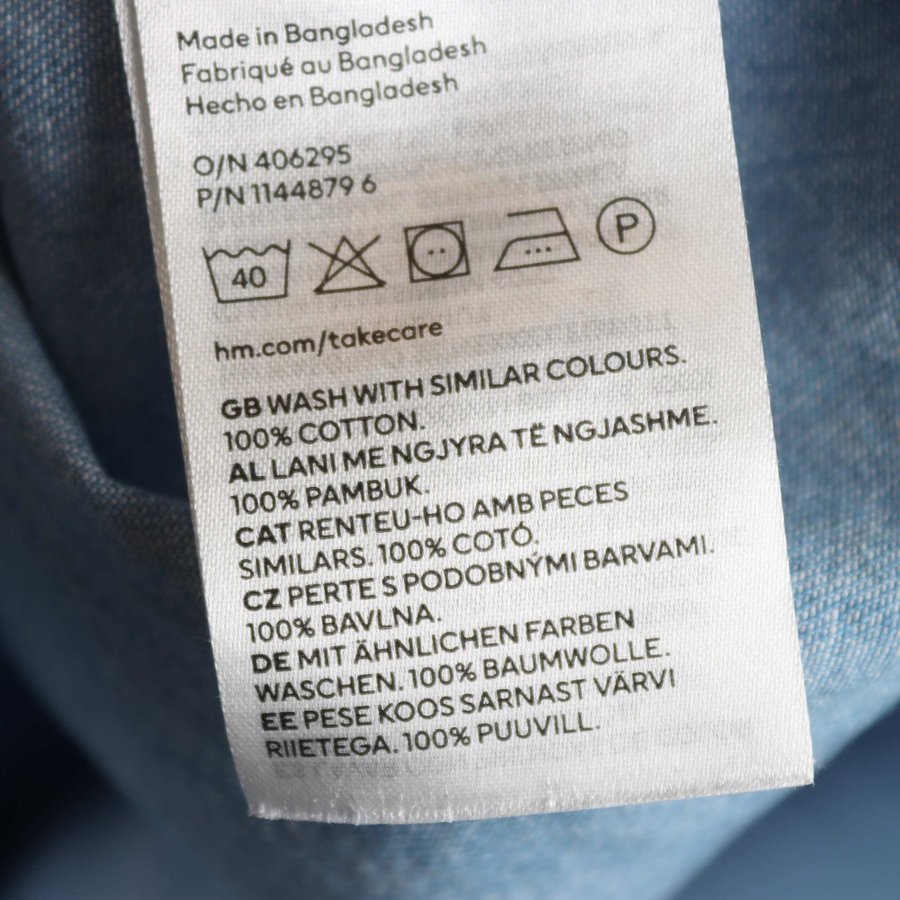 Made in Bangladesh
Fabriqué au Bangladesh
Hecho en Bangladesh
O/N 406295
P/N 1144879 6
40 P
hm.com/takecare
GB WASH WITH SIMILAR COLOURS.
100% COTTON.
AL LANI ME NGJYRA TË NGJASHME.
100% PAMBUK.
CAT RENTEU-HO AMB PECES
SIMILARS. 100% COTÓ.
CZ PERTE S PODOBNÝMI BARVAMI.
100% BAVLNA.
DE MIT ÄHNLICHEN FARBEN
WASCHEN. 100% BAUMWOLLE.
EE PESE KOOS SARNAST VÄRVI
RIIETEGA. 100% PUUVILL.